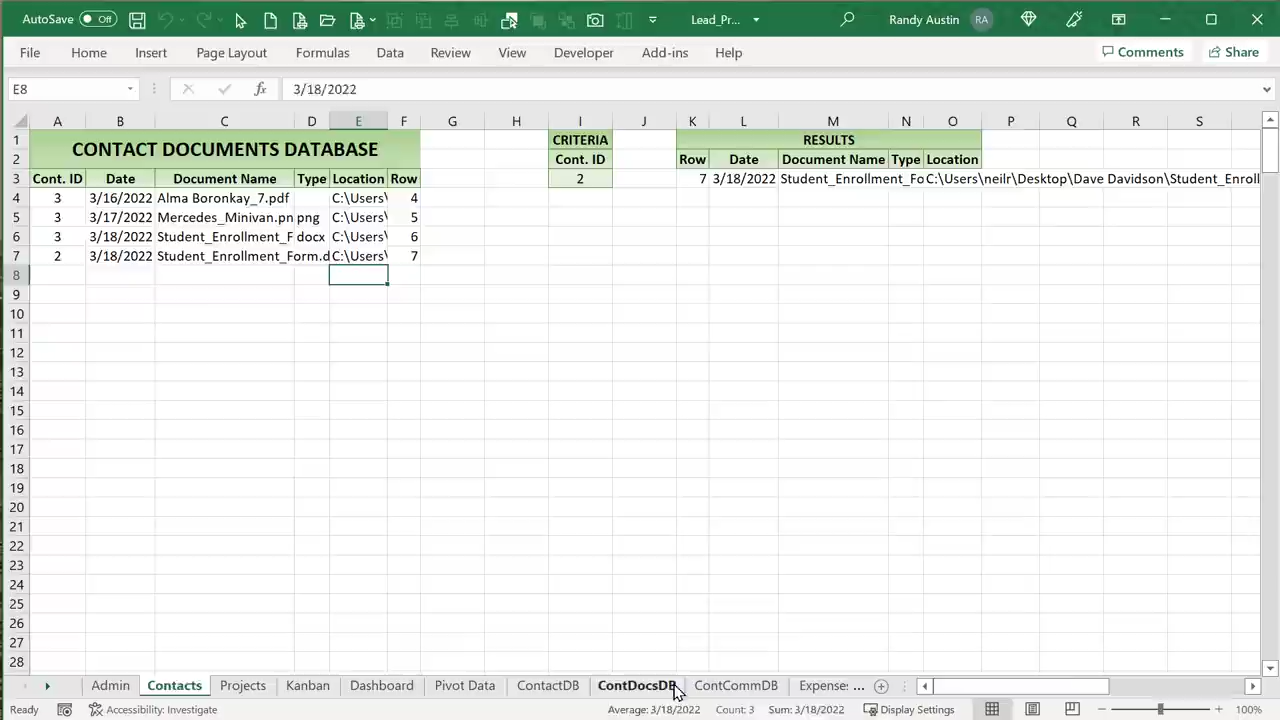 AutoSave Off Lead_Pr... Randy Austin RA
File Home Insert Page Layout Formulas Data Review View Developer Add-ins Help Comments Share
E8 fx 3/18/2022
A B C D E F G H I J K L M N O P Q R S
1 CONTACT DOCUMENTS DATABASE CRITERIA RESULTS
2 Cont. ID Row Date Document Name Type Location
3 Cont. ID Date Document Name Type Location Row 2 7 3/18/2022 Student_Enrollment_Fo C:\Users\neilr\Desktop\Dave Davidson\Student_Enroll
4 3 3/16/2022 Alma Boronkay_7.pdf C:\Users\ 4
5 3 3/17/2022 Mercedes_Minivan.pn png C:\Users\ 5
6 3 3/18/2022 Student_Enrollment_F docx C:\Users\ 6
7 2 3/18/2022 Student_Enrollment_Form.d C:\Users\ 7
8
9
10
11
12
13
14
15
16
17
18
19
20
21
22
23
24
25
26
27
28
Admin Contacts Projects Kanban Dashboard Pivot Data ContactDB ContDocsDB ContCommDB Expense: ...
Ready Accessibility: Investigate Average: 3/18/2022 Count: 3 Sum: 3/18/2022 Display Settings 100%